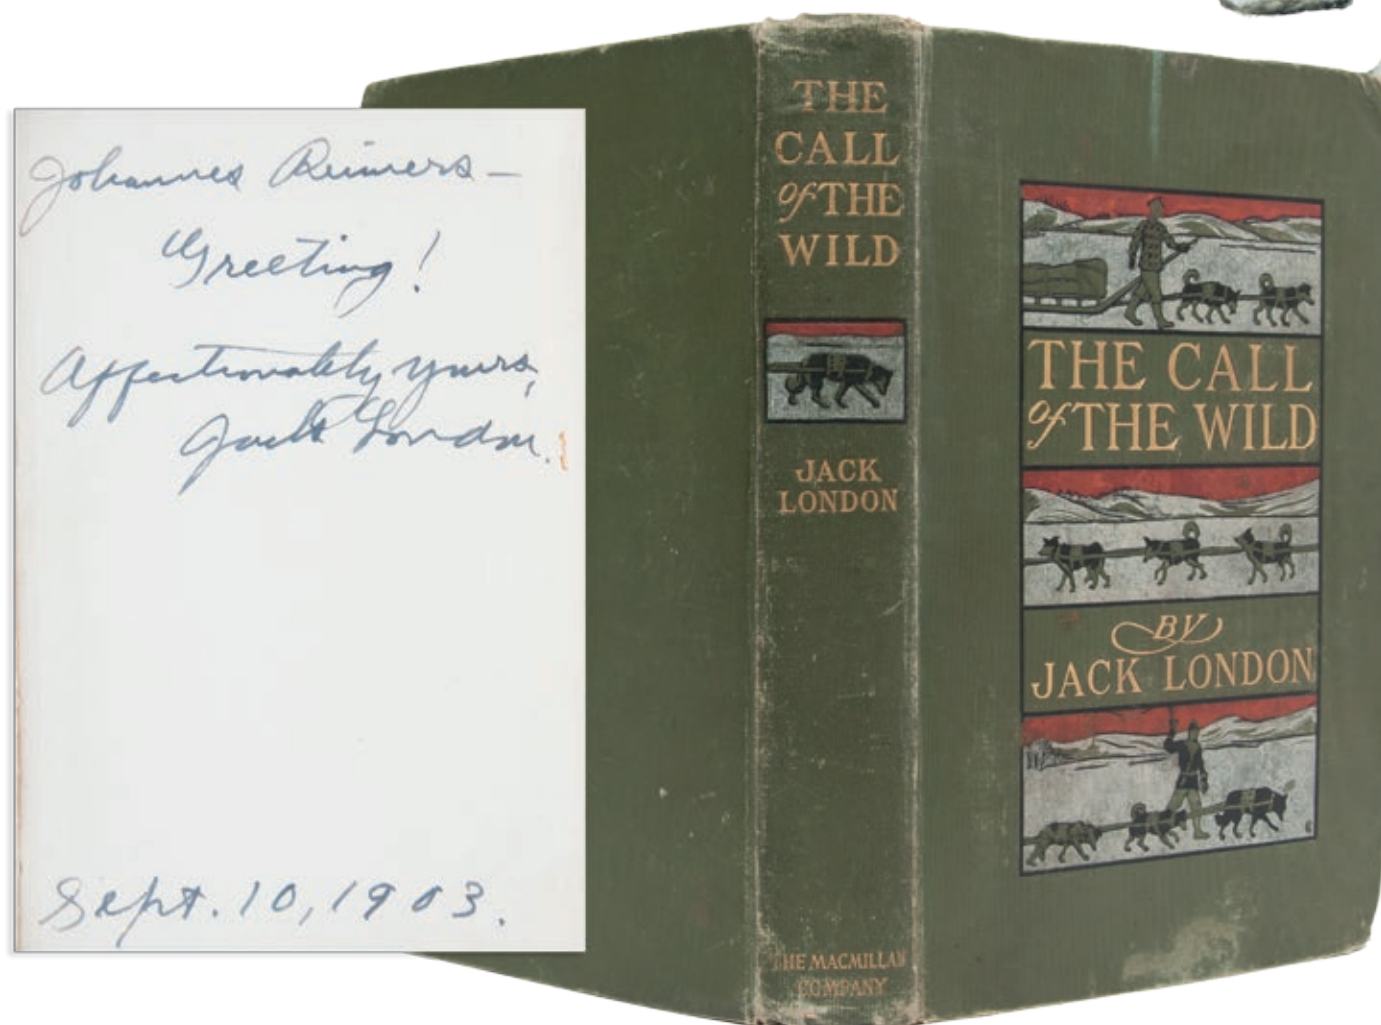 Johannes Reimers —
Greeting!
Affectionately yours,
Jack London.
Sept. 10, 1903.
THE
CALL
of THE
WILD
JACK
LONDON
THE MACMILLAN
COMPANY
THE CALL
of THE WILD
BY
JACK LONDON